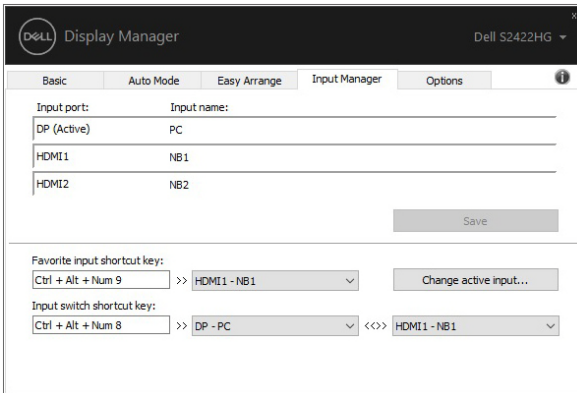 DELL Display Manager Dell S2422HG
Basic Auto Mode Easy Arrange Input Manager Options
Input port: Input name:
DP (Active) PC
HDMI1 NB1
HDMI2 NB2
Save
Favorite input shortcut key:
Ctrl + Alt + Num 9 >> HDMI1 - NB1 Change active input...
Input switch shortcut key:
Ctrl + Alt + Num 8 >> DP - PC <<>> HDMI1 - NB1